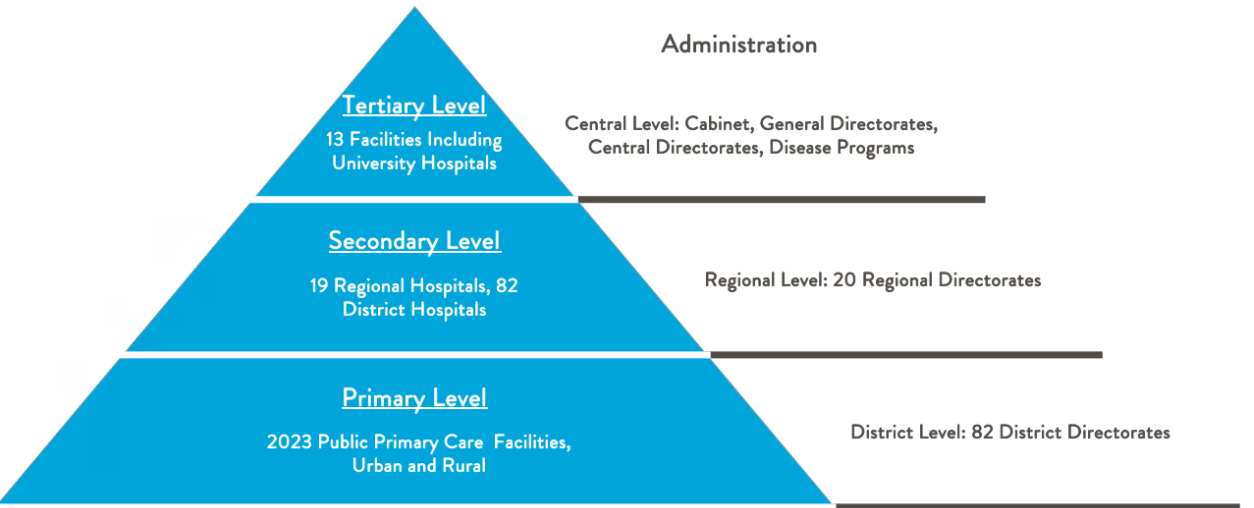 Administration
Tertiary Level
13 Facilities Including
University Hospitals
Central Level: Cabinet, General Directorates,
Central Directorates, Disease Programs
Secondary Level
19 Regional Hospitals, 82
District Hospitals
Regional Level: 20 Regional Directorates
Primary Level
2023 Public Primary Care Facilities,
Urban and Rural
District Level: 82 District Directorates